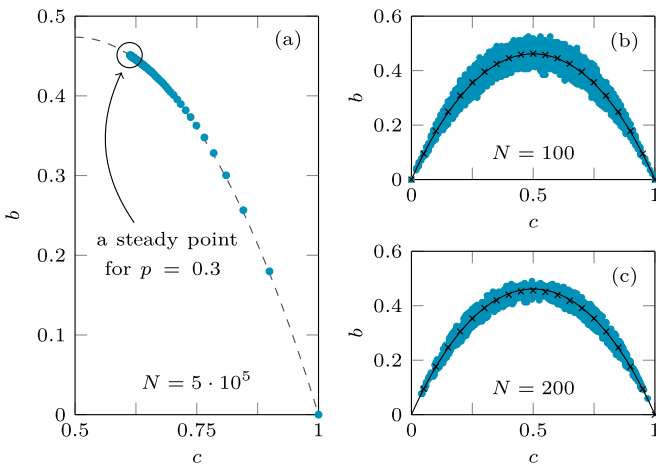 (a)
0.5
0.4
0.3
0.2
0.1
0
b
a steady point
for p = 0.3
N = 5 · 10⁵
0.5
0.75
1
c
(b)
0.6
0.4
0.2
0
b
N = 100
0
0.5
1
c
(c)
0.6
0.4
0.2
0
b
N = 200
0
0.5
1
c